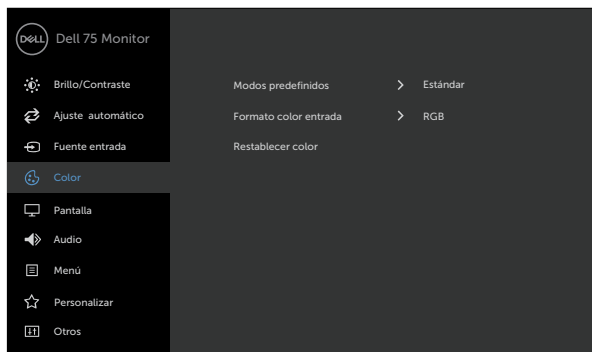 DELL Dell 75 Monitor
Brillo/Contraste
Modos predefinidos > Estándar
Ajuste automático
Formato color entrada > RGB
Fuente entrada
Restablecer color
Color
Pantalla
Audio
Menú
Personalizar
Otros